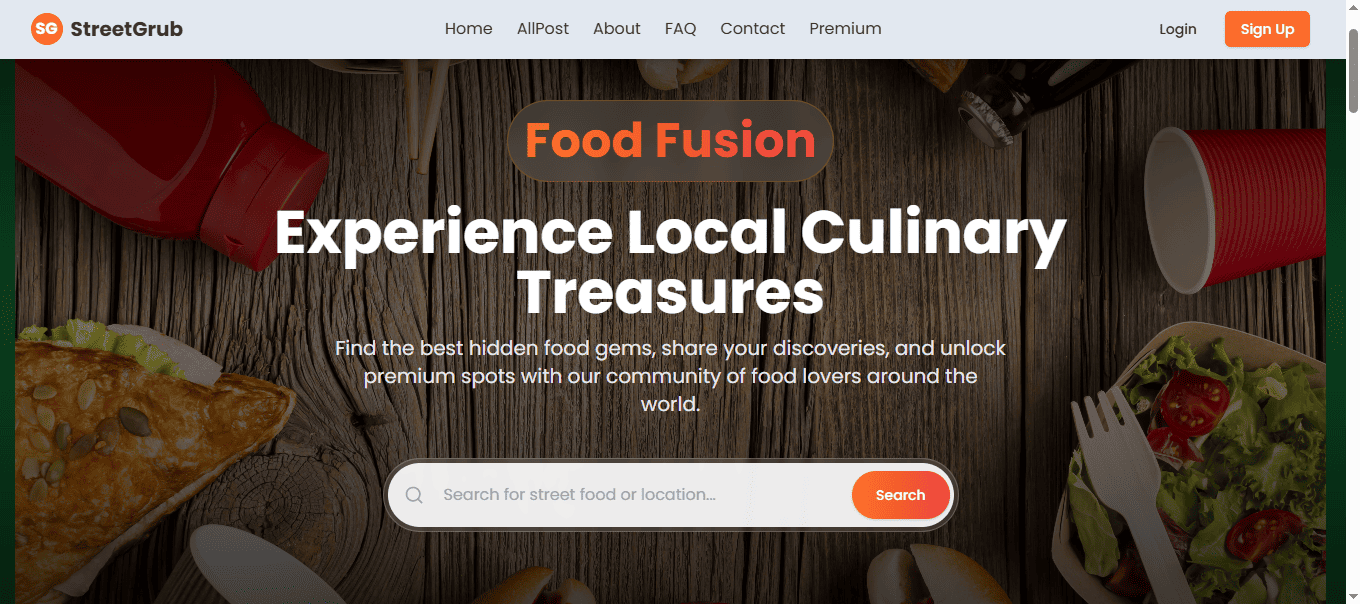 SG StreetGrub Home AllPost About FAQ Contact Premium Login Sign Up
Food Fusion
Experience Local Culinary
Treasures
Find the best hidden food gems, share your discoveries, and unlock
premium spots with our community of food lovers around the
world.
Search for street food or location... Search